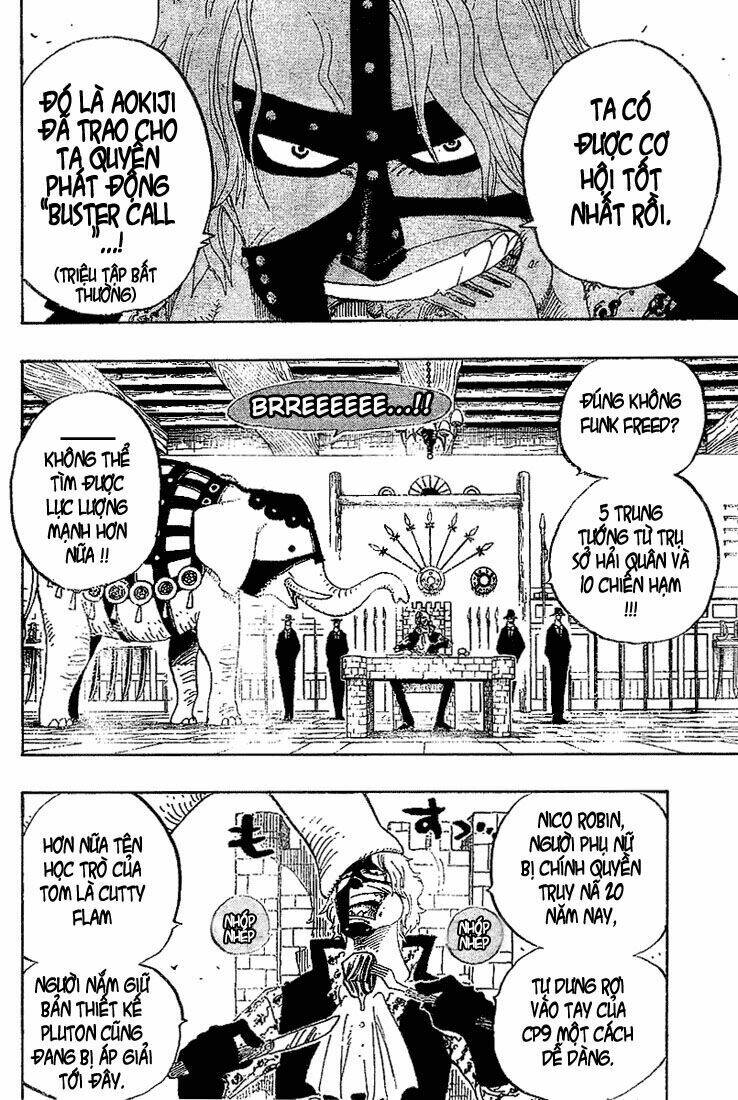 TA CÓ
ĐƯỢC CƠ
HỘI TỐT
NHẤT RỒI.
ĐÓ LÀ AOKIJI
ĐÃ TRAO CHO
TA QUYỀN
PHÁT ĐỘNG
"BUSTER CALL
"...!
(TRIỆU TẬP BẤT
THƯỜNG)
ĐÚNG KHÔNG
FUNK FREED?
5 TRUNG
TƯỚNG TỪ TRỤ
SỞ HẢI QUÂN VÀ
10 CHIẾN HẠM
!!!
BRREEEEEE...!!
KHÔNG THỂ
TÌM ĐƯỢC
LỰC LƯỢNG
MẠNH HƠN
NỮA !!
NICO ROBIN,
NGƯỜI PHỤ NỮ
BỊ CHÍNH QUYỀN
TRUY NÃ 20
NĂM NAY,
TỰ DƯNG RƠI
VÀO TAY CỦA
CP9 MỘT CÁCH
DỄ DÀNG.
すっ
も
NHÓP
NHÉP
NHÓP
NHÉP
HƠN NỮA TÊN
HỌC TRÒ CỦA
TOM LÀ CUTTY
FLAM
NGƯỜI NẮM GIỮ
BẢN THIẾT KẾ
PLUTON CŨNG
ĐANG BỊ ÁP GIẢI
TỚI ĐÂY.